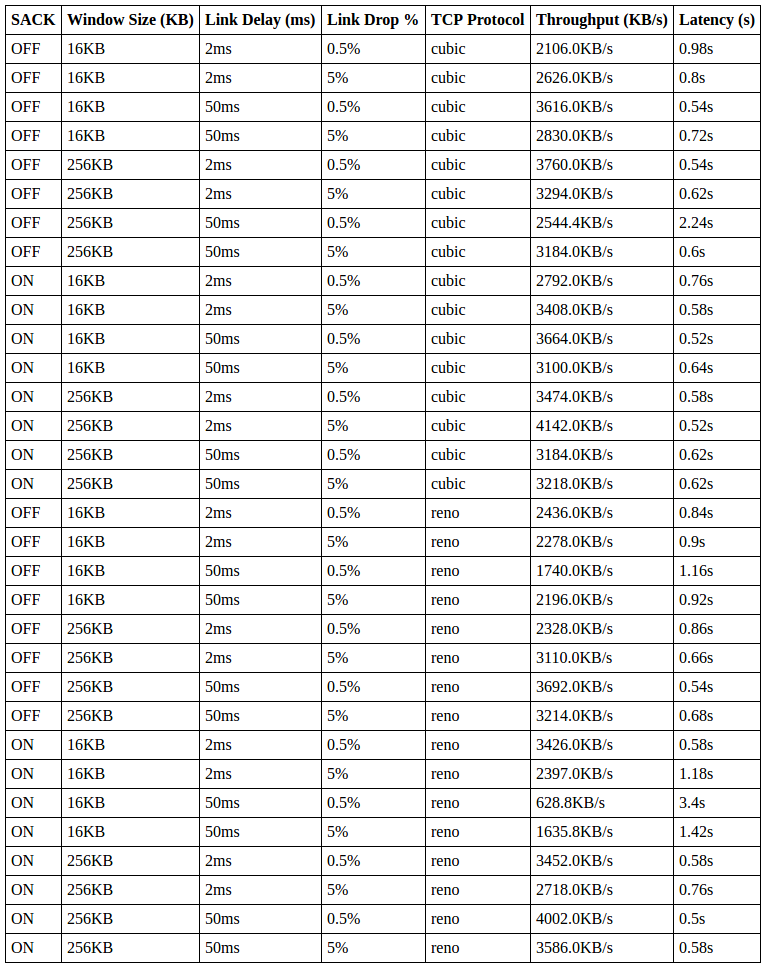 SACK Window Size (KB) Link Delay (ms) Link Drop % TCP Protocol Throughput (KB/s) Latency (s)
OFF 16KB 2ms 0.5% cubic 2106.0KB/s 0.98s
OFF 16KB 2ms 5% cubic 2626.0KB/s 0.8s
OFF 16KB 50ms 0.5% cubic 3616.0KB/s 0.54s
OFF 16KB 50ms 5% cubic 2830.0KB/s 0.72s
OFF 256KB 2ms 0.5% cubic 3760.0KB/s 0.54s
OFF 256KB 2ms 5% cubic 3294.0KB/s 0.62s
OFF 256KB 50ms 0.5% cubic 2544.4KB/s 2.24s
OFF 256KB 50ms 5% cubic 3184.0KB/s 0.6s
ON 16KB 2ms 0.5% cubic 2792.0KB/s 0.76s
ON 16KB 2ms 5% cubic 3408.0KB/s 0.58s
ON 16KB 50ms 0.5% cubic 3664.0KB/s 0.52s
ON 16KB 50ms 5% cubic 3100.0KB/s 0.64s
ON 256KB 2ms 0.5% cubic 3474.0KB/s 0.58s
ON 256KB 2ms 5% cubic 4142.0KB/s 0.52s
ON 256KB 50ms 0.5% cubic 3184.0KB/s 0.62s
ON 256KB 50ms 5% cubic 3218.0KB/s 0.62s
OFF 16KB 2ms 0.5% reno 2436.0KB/s 0.84s
OFF 16KB 2ms 5% reno 2278.0KB/s 0.9s
OFF 16KB 50ms 0.5% reno 1740.0KB/s 1.16s
OFF 16KB 50ms 5% reno 2196.0KB/s 0.92s
OFF 256KB 2ms 0.5% reno 2328.0KB/s 0.86s
OFF 256KB 2ms 5% reno 3110.0KB/s 0.66s
OFF 256KB 50ms 0.5% reno 3692.0KB/s 0.54s
OFF 256KB 50ms 5% reno 3214.0KB/s 0.68s
ON 16KB 2ms 0.5% reno 3426.0KB/s 0.58s
ON 16KB 2ms 5% reno 2397.0KB/s 1.18s
ON 16KB 50ms 0.5% reno 628.8KB/s 3.4s
ON 16KB 50ms 5% reno 1635.8KB/s 1.42s
ON 256KB 2ms 0.5% reno 3452.0KB/s 0.58s
ON 256KB 2ms 5% reno 2718.0KB/s 0.76s
ON 256KB 50ms 0.5% reno 4002.0KB/s 0.5s
ON 256KB 50ms 5% reno 3586.0KB/s 0.58s